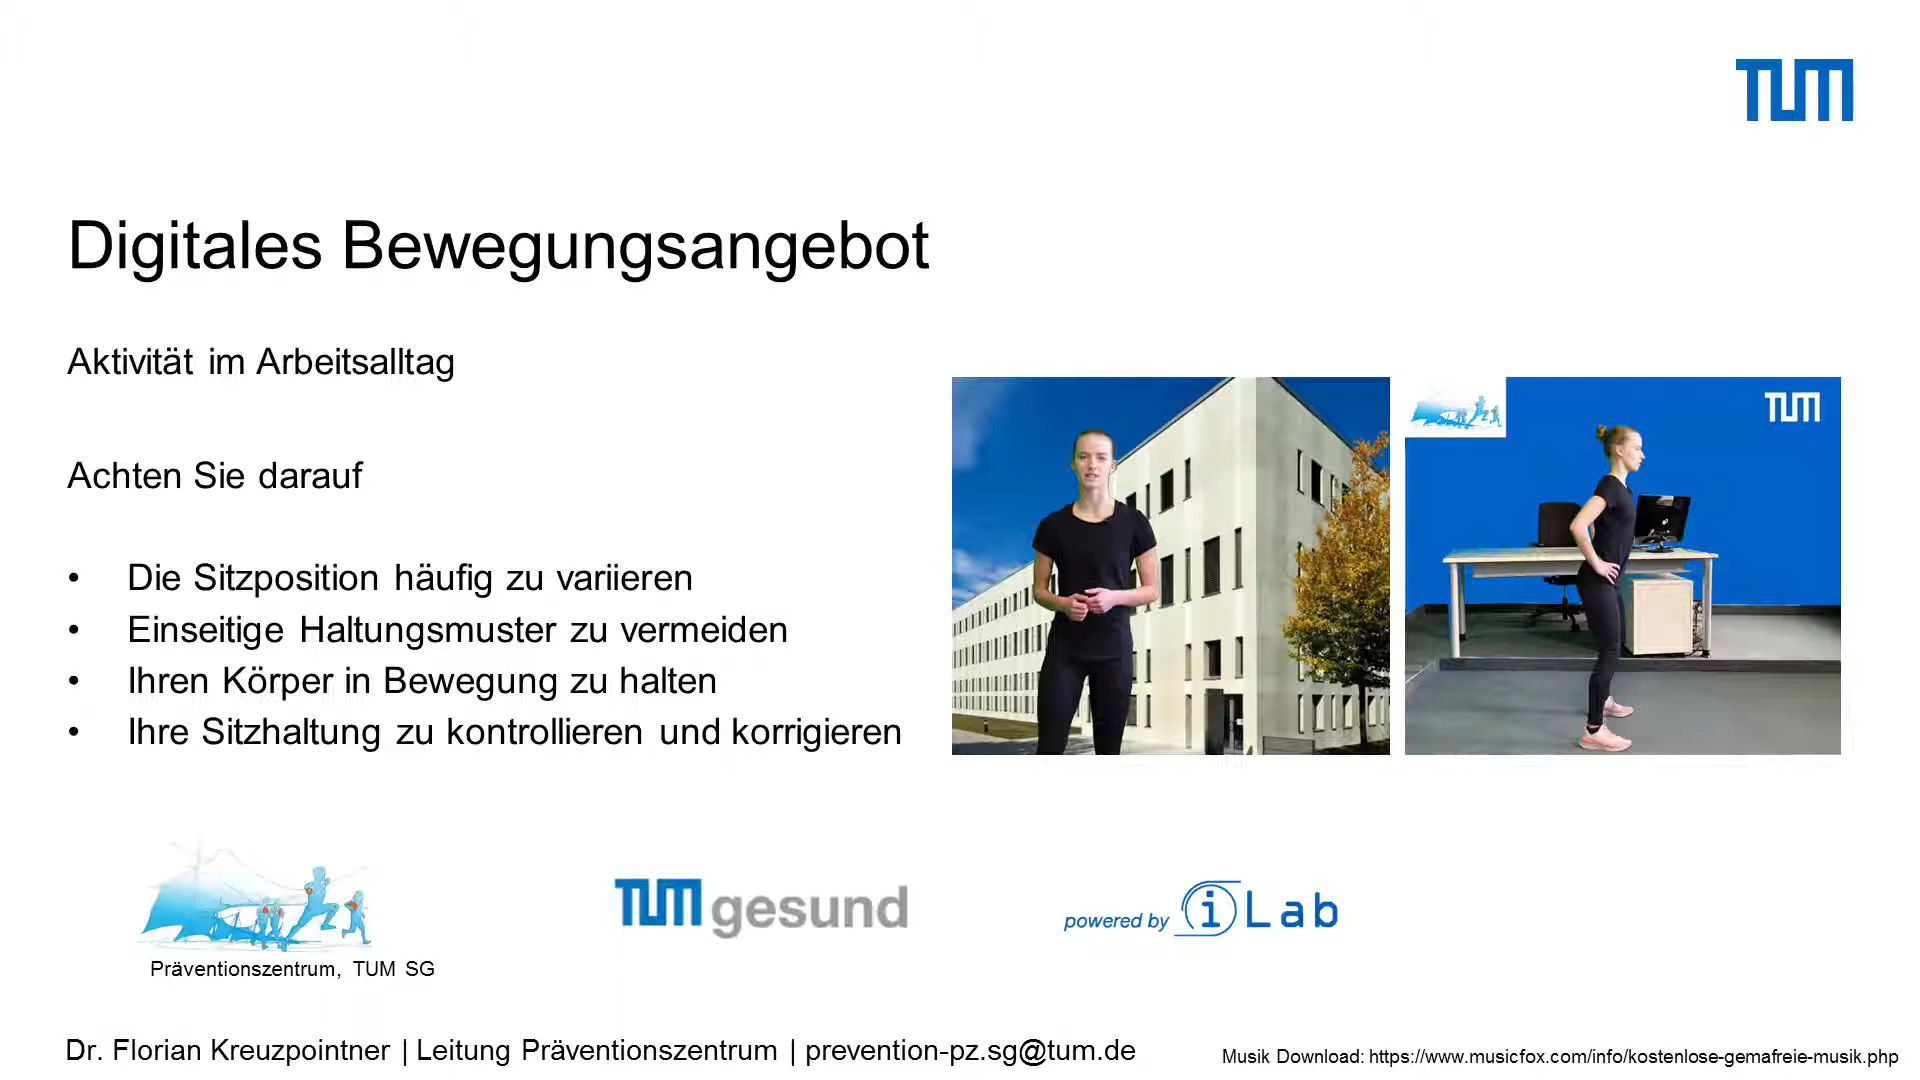 TUM
Digitales Bewegungsangebot
Aktivität im Arbeitsalltag
Achten Sie darauf
• Die Sitzposition häufig zu variieren
• Einseitige Haltungsmuster zu vermeiden
• Ihren Körper in Bewegung zu halten
• Ihre Sitzhaltung zu kontrollieren und korrigieren
TUM
Präventionszentrum, TUM SG
TUM gesund
powered by iLab
Dr. Florian Kreuzpointner | Leitung Präventionszentrum | prevention-pz.sg@tum.de
Musik Download: https://www.musicfox.com/info/kostenlose-gemafreie-musik.php